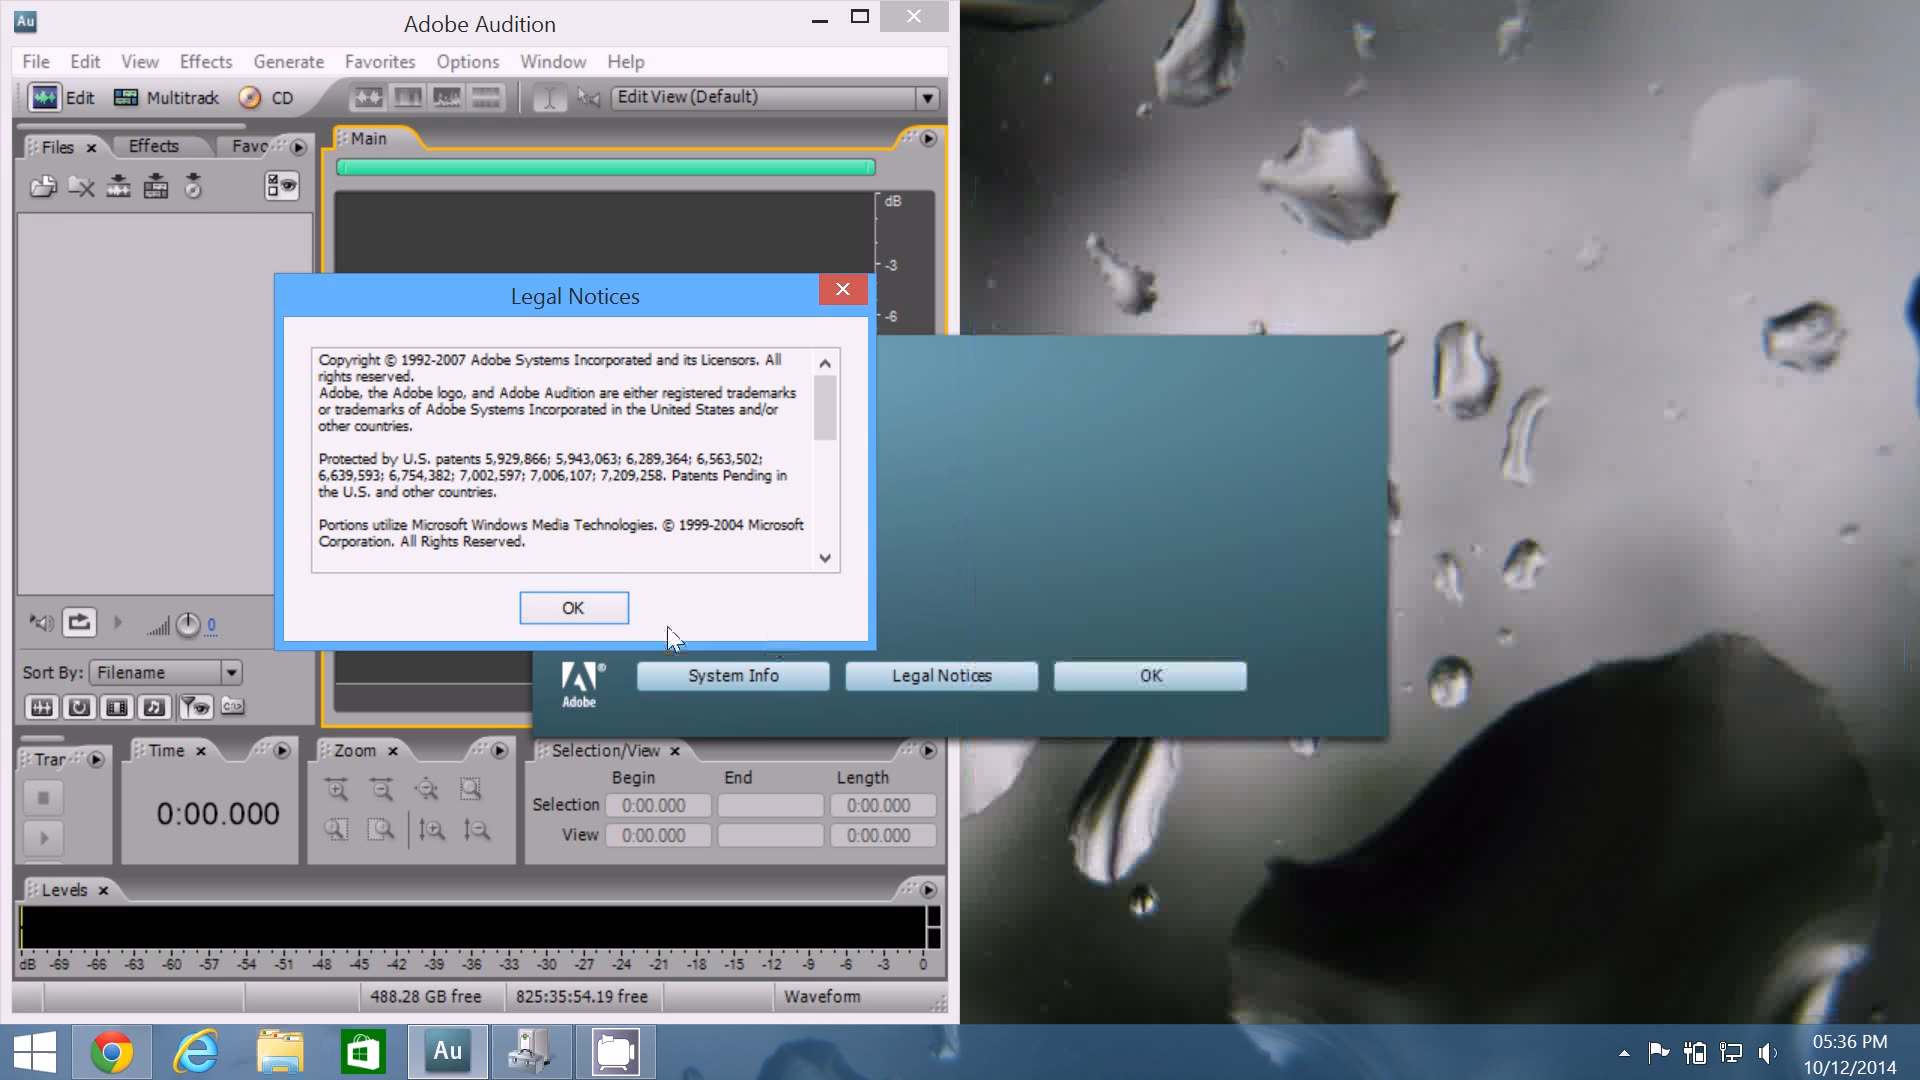 Au
Adobe Audition
File Edit View Effects Generate Favorites Options Window Help
Edit Multitrack CD
Edit View (Default)
Files Effects Favo
Main
dB
-3
-6
Legal Notices
Copyright © 1992-2007 Adobe Systems Incorporated and its Licensors. All
rights reserved.
Adobe, the Adobe logo, and Adobe Audition are either registered trademarks
or trademarks of Adobe Systems Incorporated in the United States and/or
other countries.
Protected by U.S. patents 5,929,866; 5,943,063; 6,289,364; 6,563,502;
6,639,593; 6,754,382; 7,002,597; 7,006,107; 7,209,258. Patents Pending in
the U.S. and other countries.
Portions utilize Microsoft Windows Media Technologies. © 1999-2004 Microsoft
Corporation. All Rights Reserved.
OK
0
Sort By: Filename
Adobe
System Info Legal Notices OK
Tran
Time
0:00.000
Zoom
Selection/View
Begin End Length
Selection 0:00.000 0:00.000
View 0:00.000 0:00.000
Levels
dB -69 -66 -63 -60 -57 -54 -51 -48 -45 -42 -39 -36 -33 -30 -27 -24 -21 -18 -15 -12 -9 -6 -3 0
488.28 GB free 825:35:54.19 free Waveform
Au
05:36 PM
10/12/2014